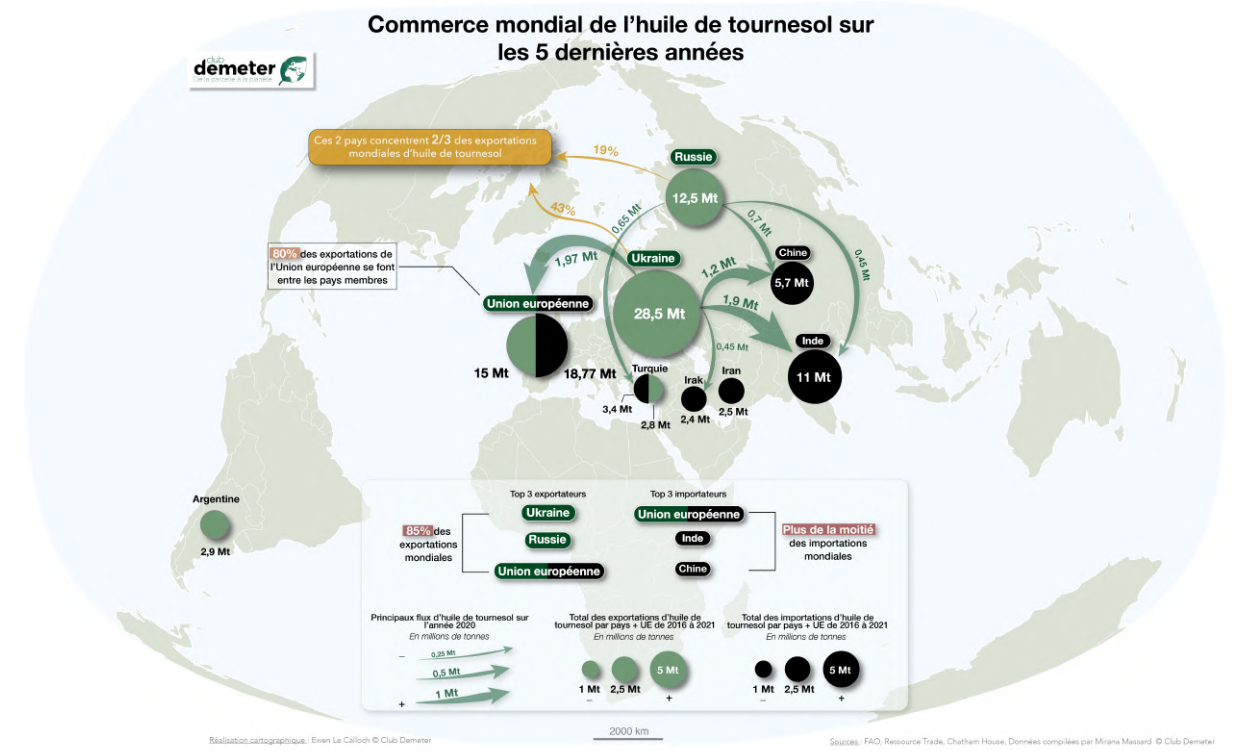 Commerce mondial de l'huile de tournesol sur
les 5 dernières années
club
demeter
De la parcelle à la planète
Ces 2 pays concentrent 2/3 des exportations
mondiales d'huile de tournesol
19%
43%
Russie
12,5 Mt
0,65 Mt
0,7 Mt
0,45 Mt
80% des exportations de
l'Union européenne se font
entre les pays membres
1,97 Mt
Ukraine
28,5 Mt
1,2 Mt
1,9 Mt
0,45 Mt
Chine
5,7 Mt
Union européenne
15 Mt
18,77 Mt
Inde
11 Mt
Turquie
3,4 Mt
2,8 Mt
Irak
2,4 Mt
Iran
2,5 Mt
Argentine
2,9 Mt
Top 3 exportateurs
Ukraine
Russie
Union européenne
85% des
exportations
mondiales
Top 3 importateurs
Union européenne
Inde
Chine
Plus de la moitié
des importations
mondiales
Principaux flux d'huile de tournesol sur
l'année 2020
En millions de tonnes
–
0,25 Mt
0,5 Mt
1 Mt
+
Total des exportations d'huile de
tournesol par pays + UE de 2016 à 2021
En millions de tonnes
5 Mt
1 Mt
2,5 Mt
–
+
Total des importations d'huile de
tournesol par pays + UE de 2016 à 2021
En millions de tonnes
5 Mt
1 Mt
2,5 Mt
–
+
2000 km
Réalisation cartographique : Ewen Le Calloch © Club Demeter
Sources : FAO, Ressource Trade, Chatham House, Données compilées par Mirana Massard © Club Demeter